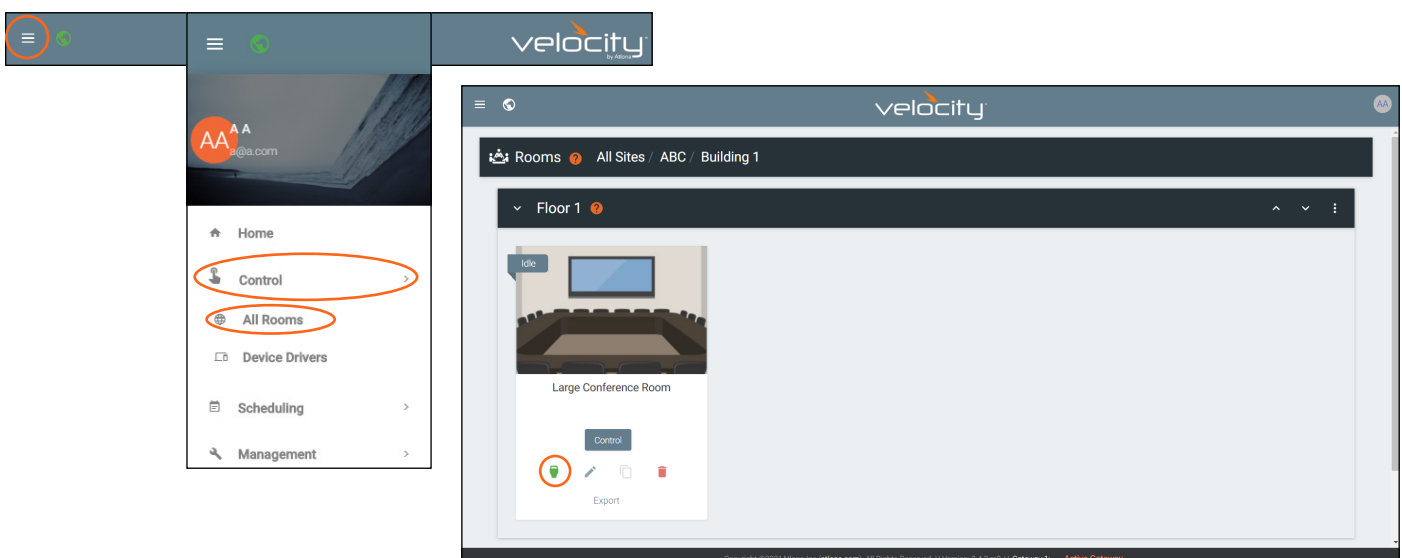 velocity
by Atlona
AA
A A
a@a.com
Home
Control
All Rooms
Device Drivers
Scheduling
Management
velocity
AA
Rooms ? All Sites / ABC / Building 1
Floor 1 ?
Idle
Large Conference Room
Control
Export